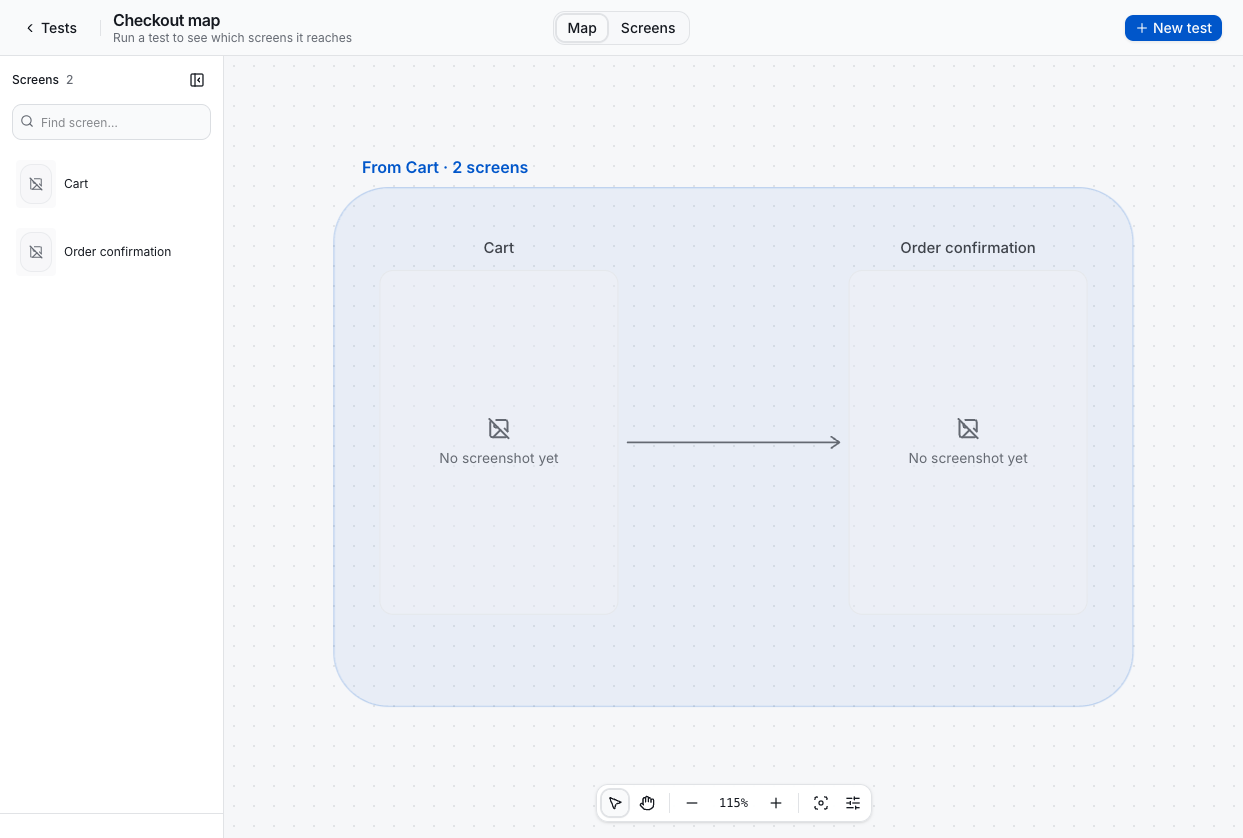 Tests
Checkout map
Run a test to see which screens it reaches
Map
Screens
New test
Screens 2
Find screen...
Cart
Order confirmation
From Cart · 2 screens
Cart
Order confirmation
No screenshot yet
No screenshot yet
115%